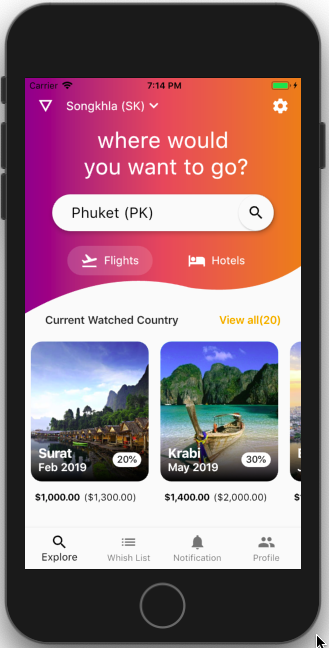 Carrier 7:14 PM
Songkhla (SK)
where would
you want to go?
Phuket (PK)
Flights Hotels
Current Watched Country View all(20)
Surat
Feb 2019 20%
Krabi
May 2019 30%
$1,000.00 ($1,300.00) $1,400.00 ($2,000.00)
Explore Whish List Notification Profile